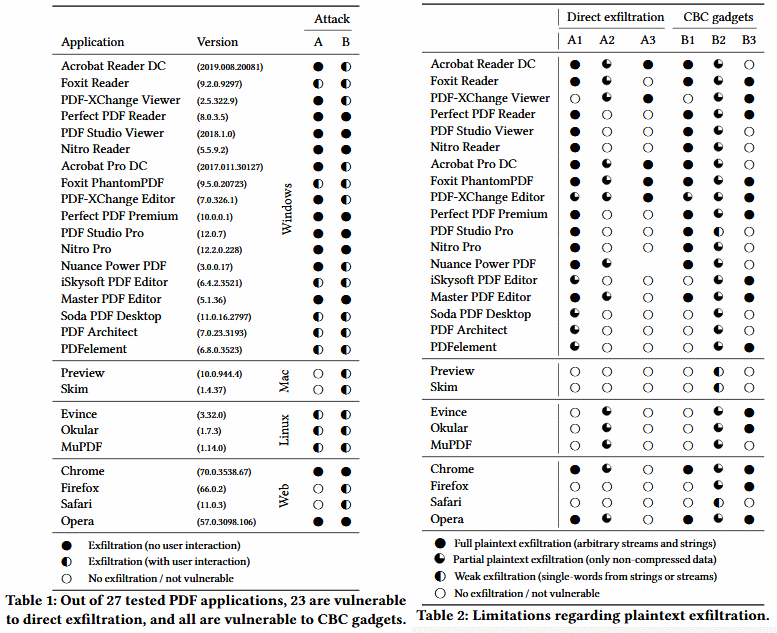 Attack
Application Version A B
Acrobat Reader DC (2019.008.20081)
Foxit Reader (9.2.0.9297)
PDF-XChange Viewer (2.5.322.9)
Perfect PDF Reader (8.0.3.5)
PDF Studio Viewer (2018.1.0)
Nitro Reader (5.5.9.2)
Acrobat Pro DC (2017.011.30127)
Foxit PhantomPDF (9.5.0.20723)
PDF-XChange Editor (7.0.326.1)
Perfect PDF Premium (10.0.0.1)
PDF Studio Pro (12.0.7)
Nitro Pro (12.2.0.228)
Nuance Power PDF (3.0.0.17)
iSkysoft PDF Editor (6.4.2.3521)
Master PDF Editor (5.1.36)
Soda PDF Desktop (11.0.16.2797)
PDF Architect (7.0.23.3193)
PDFelement (6.8.0.3523)
Windows
Preview (10.0.944.4)
Skim (1.4.37)
Mac
Evince (3.32.0)
Okular (1.7.3)
MuPDF (1.14.0)
Linux
Chrome (70.0.3538.67)
Firefox (66.0.2)
Safari (11.0.3)
Opera (57.0.3098.106)
Web
Exfiltration (no user interaction)
Exfiltration (with user interaction)
No exfiltration / not vulnerable
Table 1: Out of 27 tested PDF applications, 23 are vulnerable
to direct exfiltration, and all are vulnerable to CBC gadgets.
Direct exfiltration CBC gadgets
A1 A2 A3 B1 B2 B3
Acrobat Reader DC
Foxit Reader
PDF-XChange Viewer
Perfect PDF Reader
PDF Studio Viewer
Nitro Reader
Acrobat Pro DC
Foxit PhantomPDF
PDF-XChange Editor
Perfect PDF Premium
PDF Studio Pro
Nitro Pro
Nuance Power PDF
iSkysoft PDF Editor
Master PDF Editor
Soda PDF Desktop
PDF Architect
PDFelement
Preview
Skim
Evince
Okular
MuPDF
Chrome
Firefox
Safari
Opera
Full plaintext exfiltration (arbitrary streams and strings)
Partial plaintext exfiltration (only non-compressed data)
Weak exfiltration (single-words from strings or streams)
No exfiltration / not vulnerable
Table 2: Limitations regarding plaintext exfiltration.